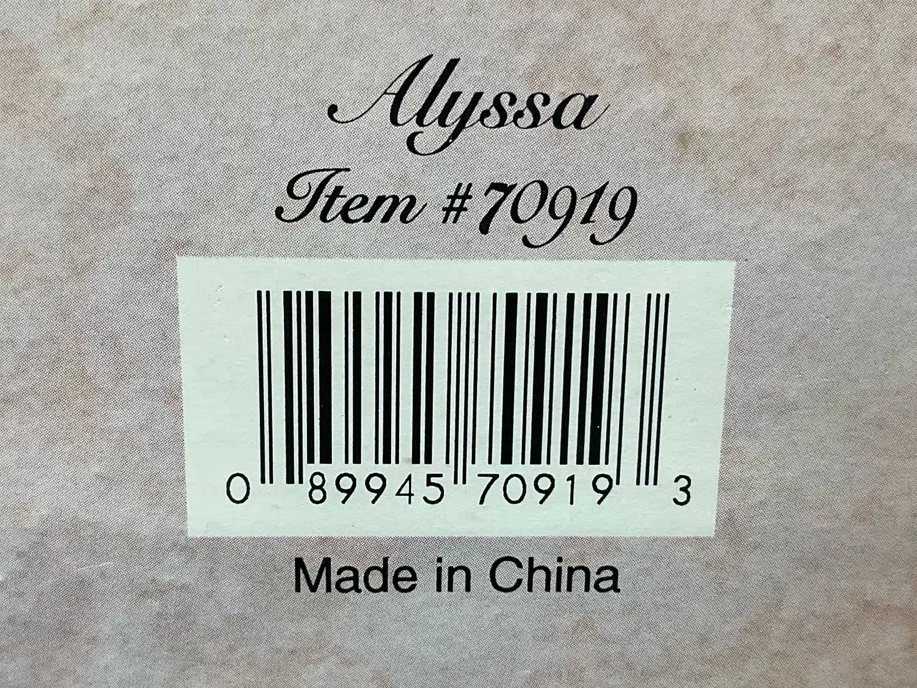 Alyssa
Item #70919
0 89945 70919 3
Made in China